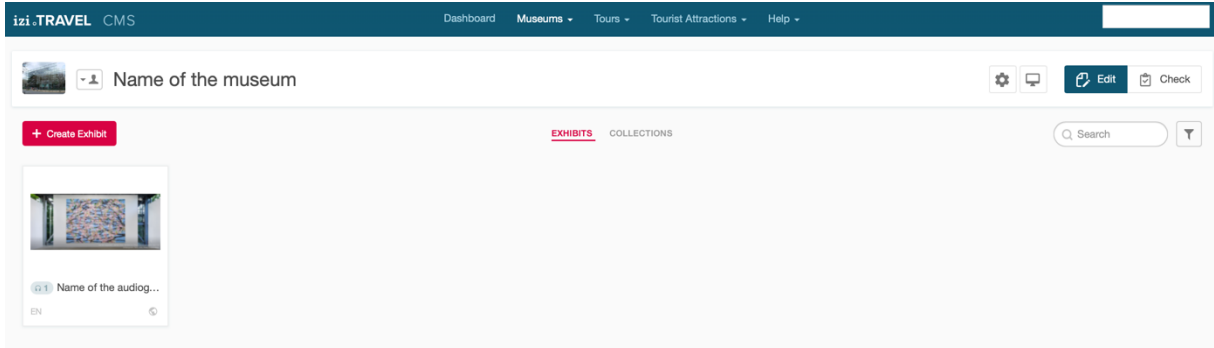 izi.TRAVEL CMS Dashboard Museums Tours Tourist Attractions Help
Name of the museum Edit Check
+ Create Exhibit EXHIBITS COLLECTIONS Search
1 Name of the audiog...
EN